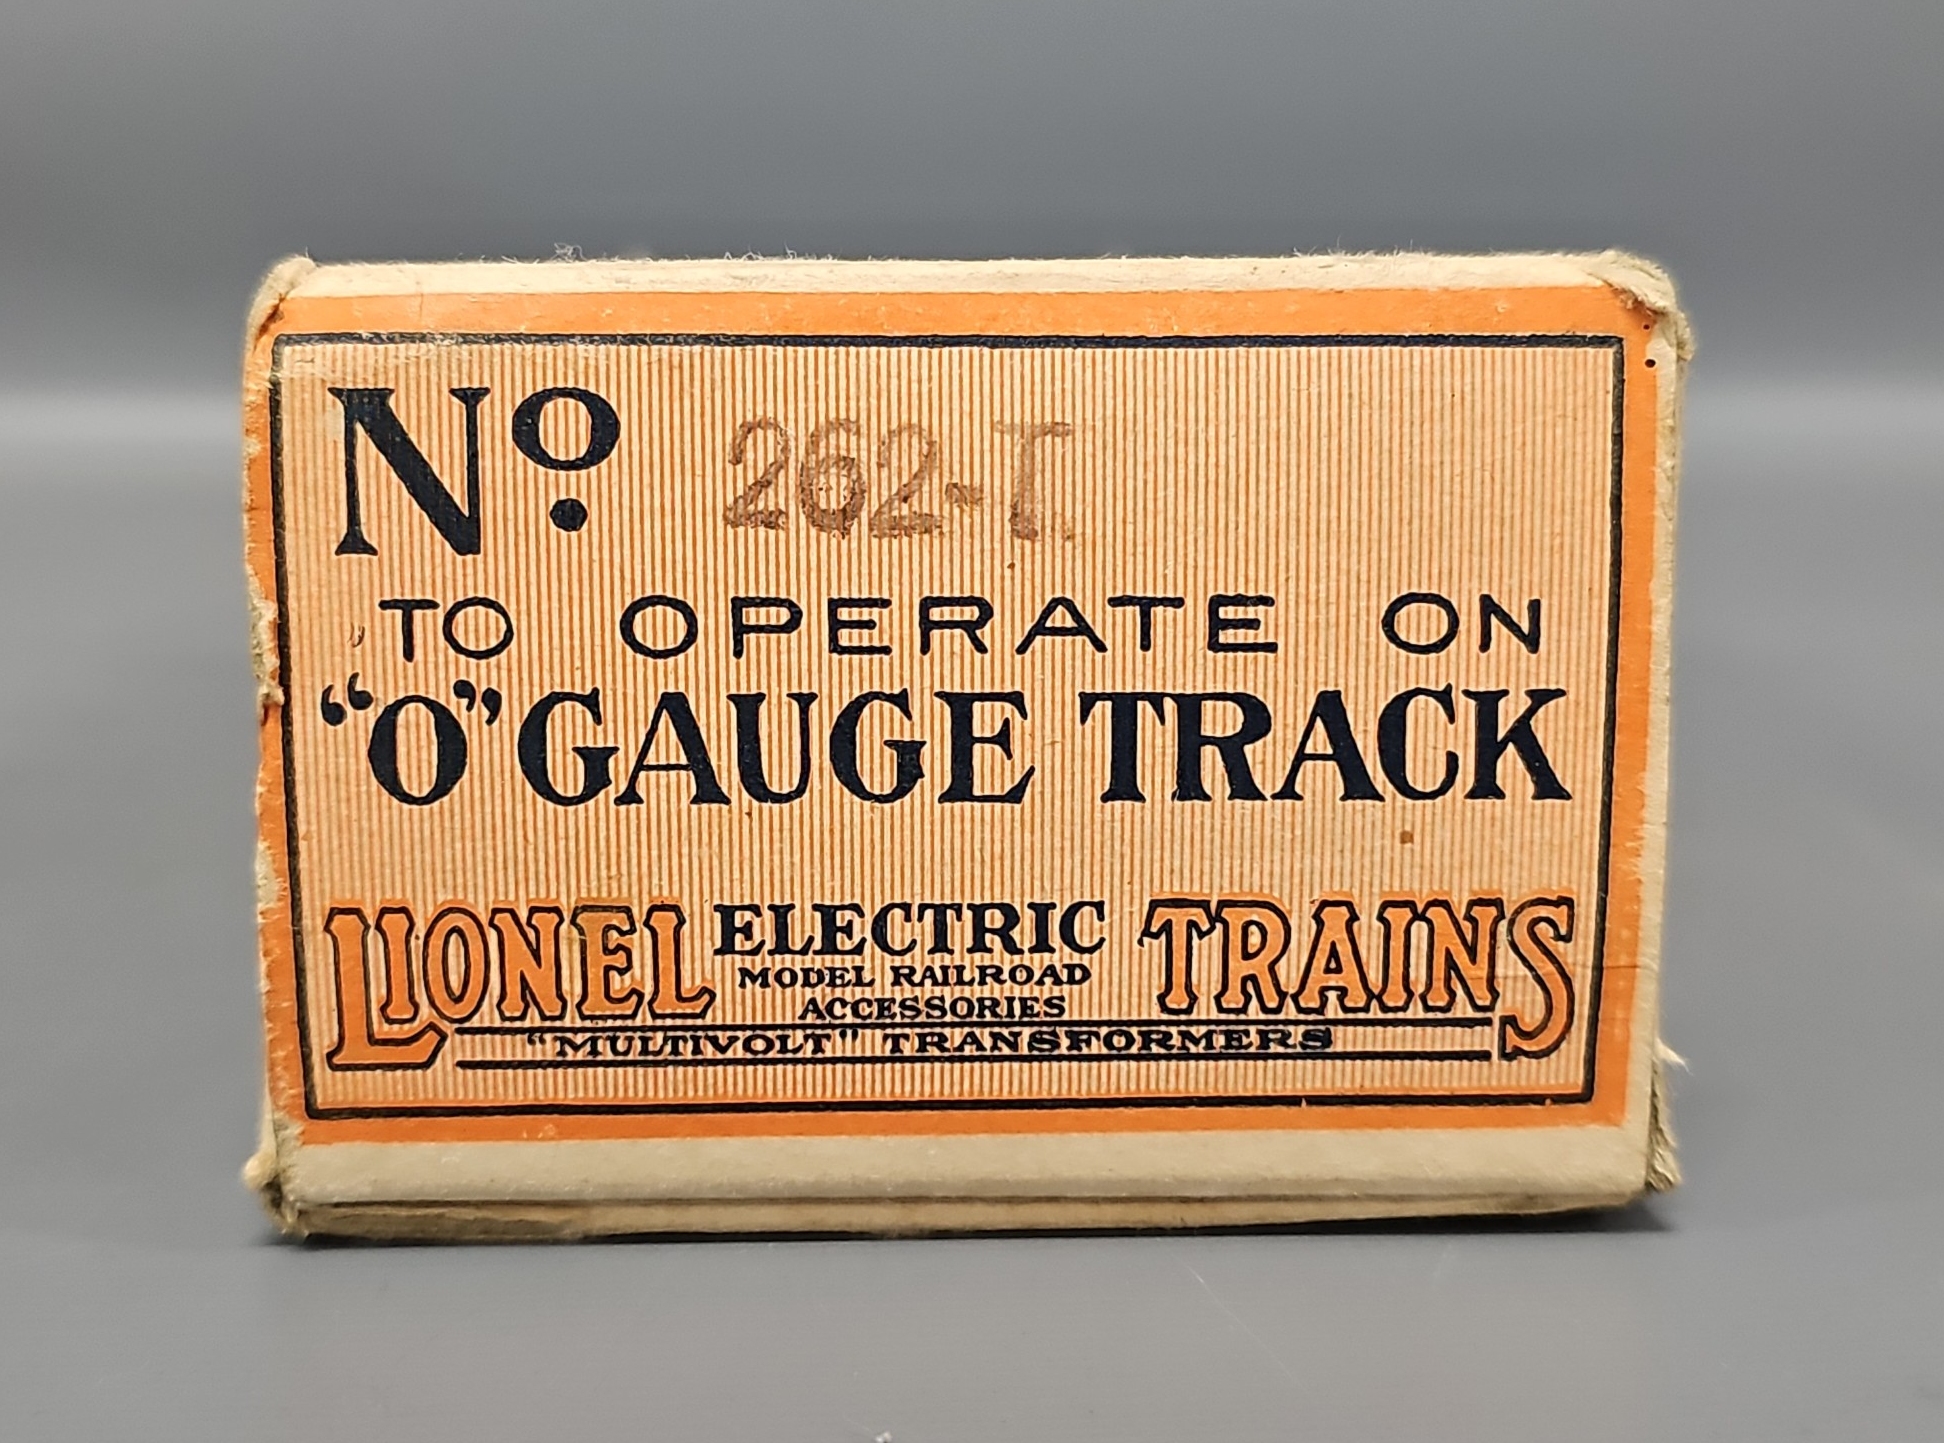 No. 262-T
TO OPERATE ON
“O” GAUGE TRACK
LIONEL ELECTRIC TRAINS
MODEL RAILROAD
ACCESSORIES
“MULTIVOLT” TRANSFORMERS